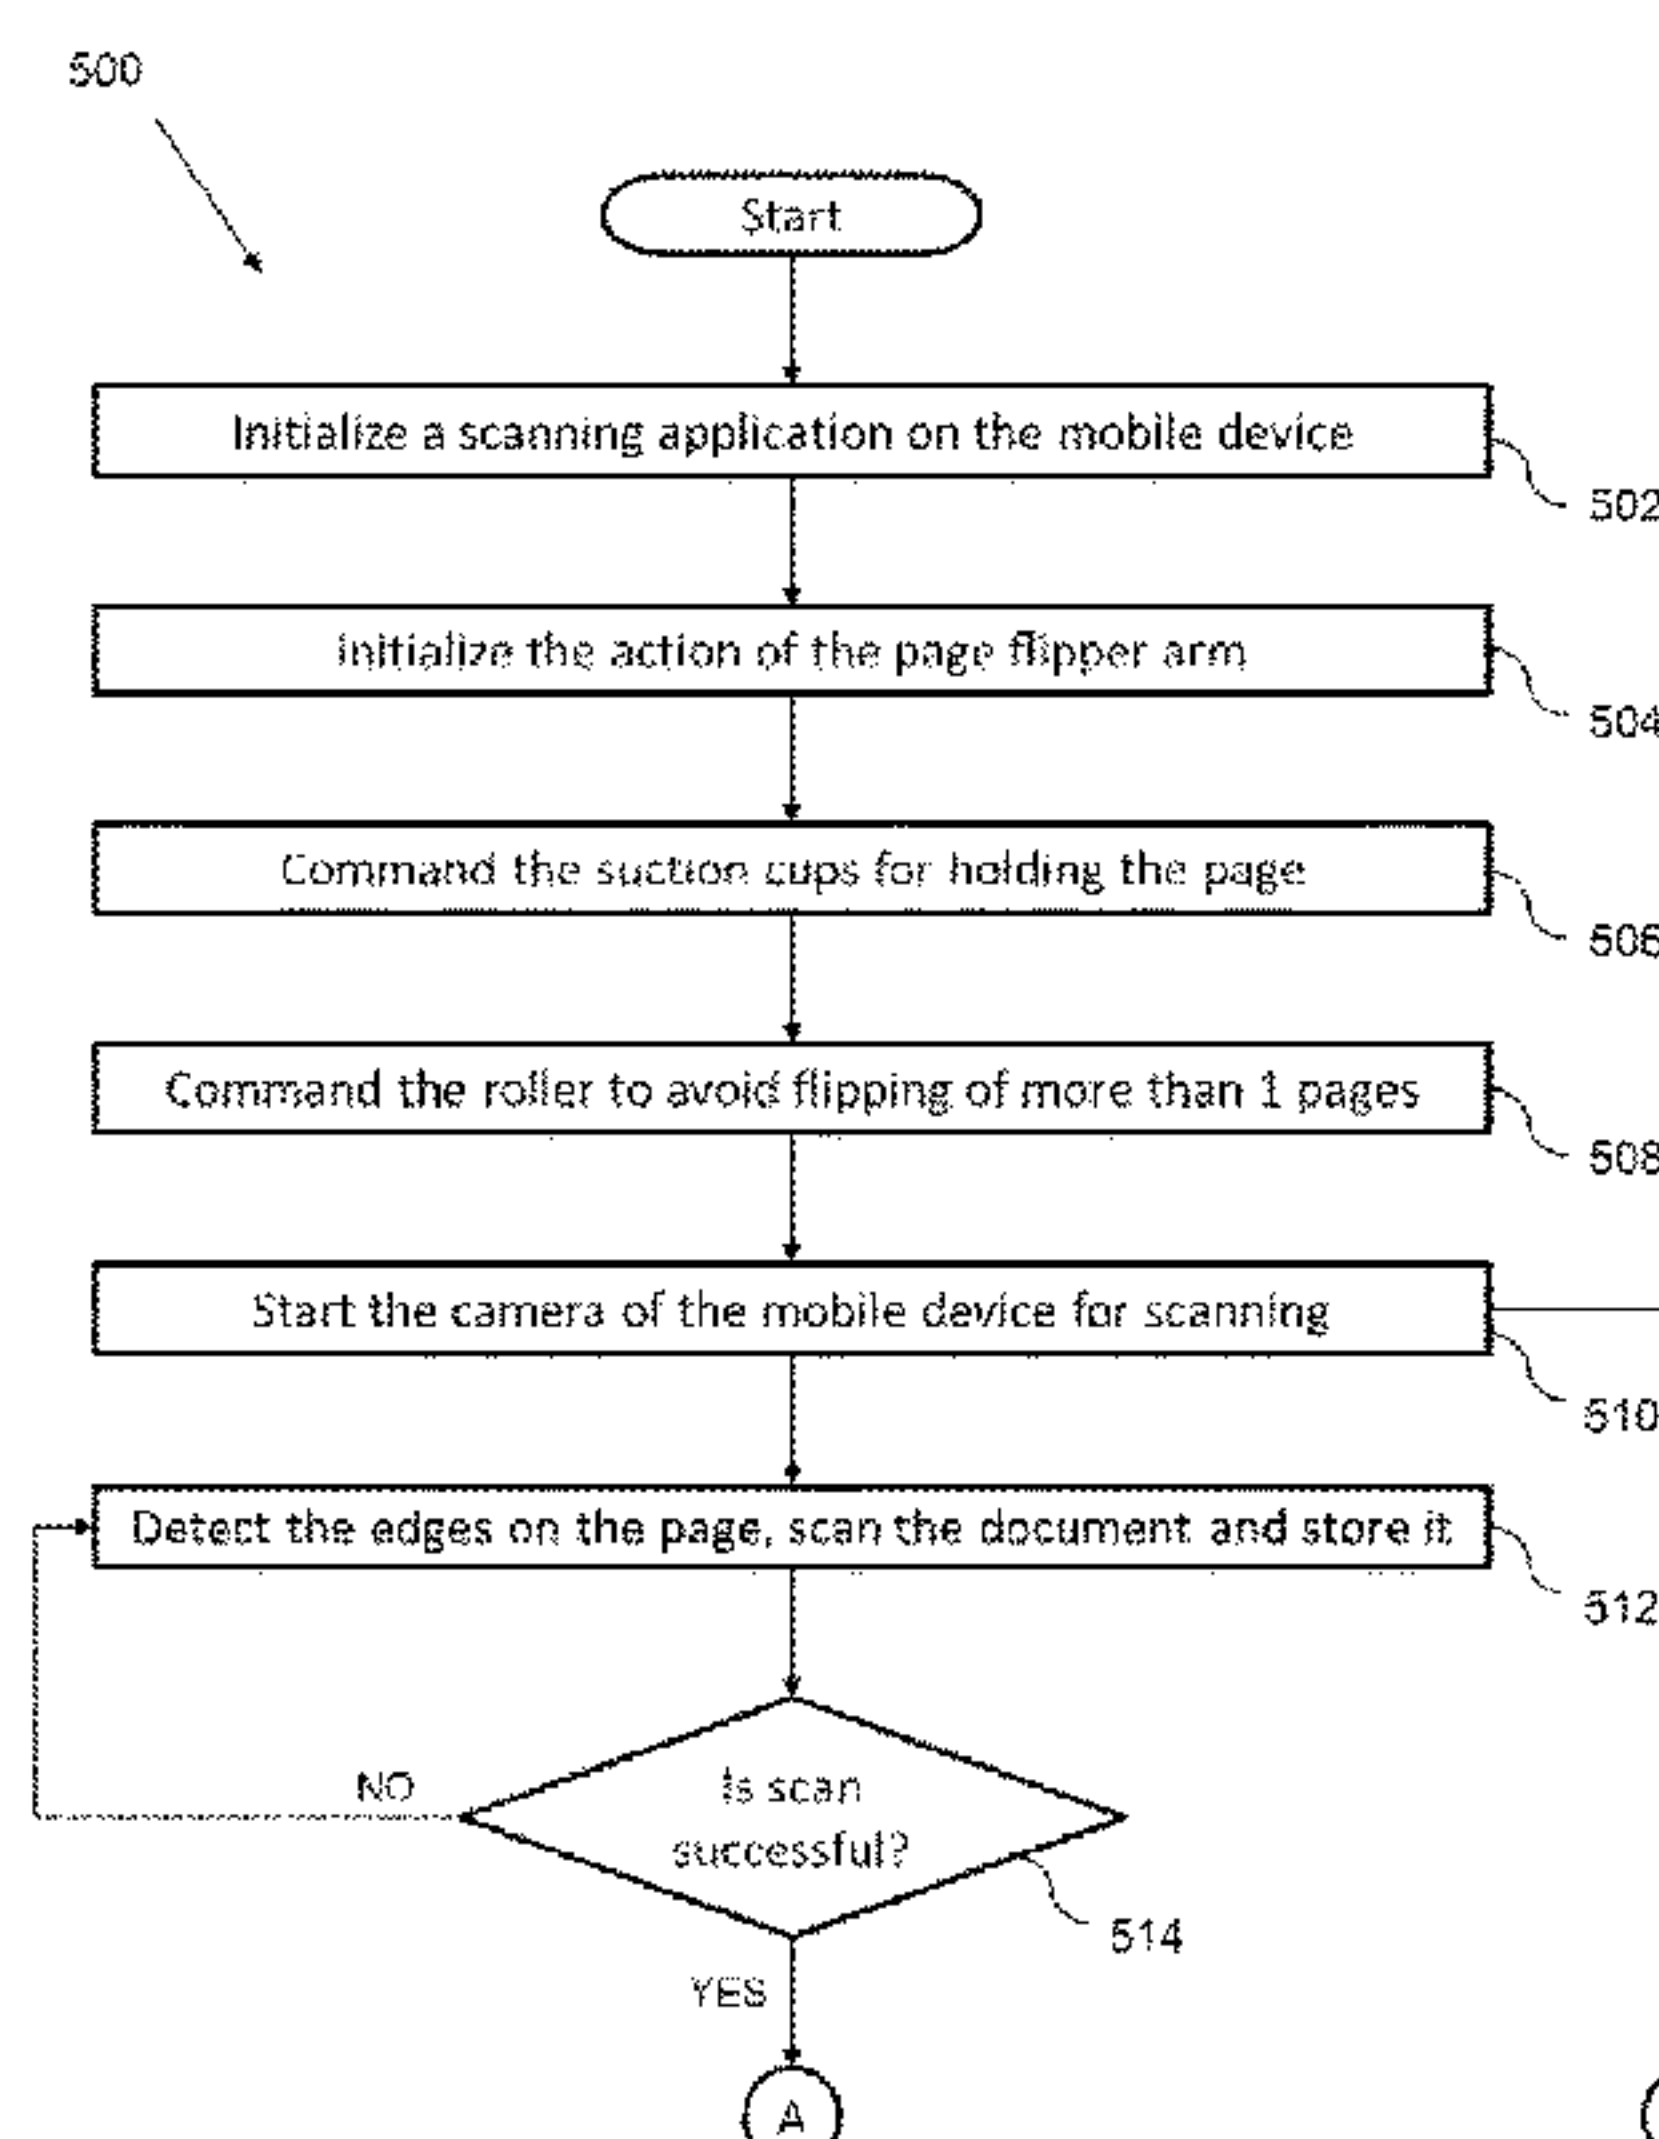 500
Start
Initialize a scanning application on the mobile device
502
Initialize the action of the page flipper arm
504
Command the suction cups for holding the page
506
Command the roller to avoid flipping of more than 1 pages
508
Start the camera of the mobile device for scanning
510
Detect the edges on the page, scan the document and store it
512
NO
Is scan
successful?
514
YES
A